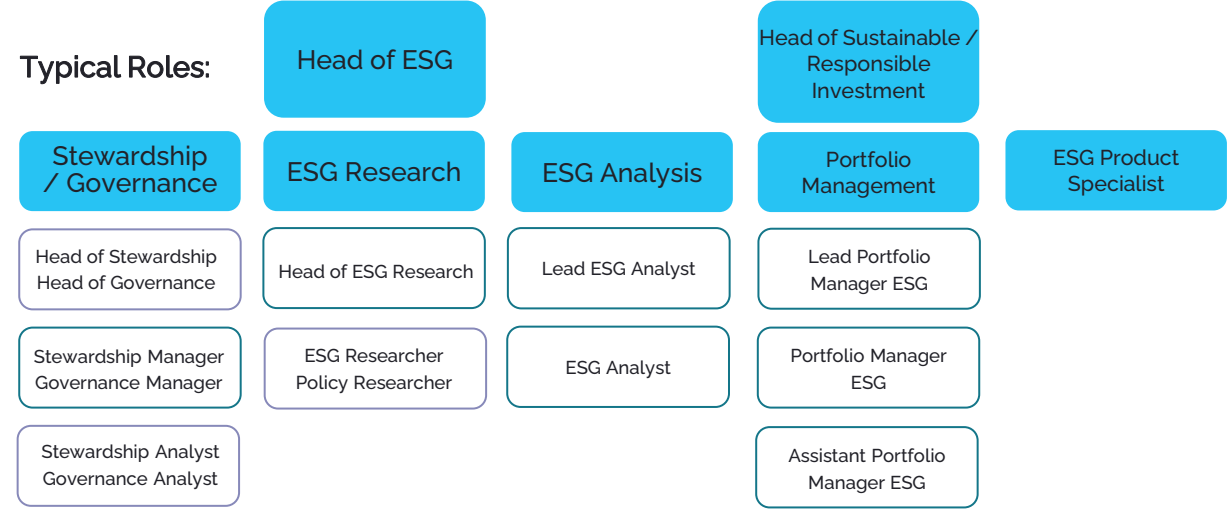 Typical Roles:
Head of ESG
Head of Sustainable /
Responsible
Investment
Stewardship
/ Governance
ESG Research
ESG Analysis
Portfolio
Management
ESG Product
Specialist
Head of Stewardship
Head of Governance
Head of ESG Research
Lead ESG Analyst
Lead Portfolio
Manager ESG
Stewardship Manager
Governance Manager
ESG Researcher
Policy Researcher
ESG Analyst
Portfolio Manager
ESG
Stewardship Analyst
Governance Analyst
Assistant Portfolio
Manager ESG